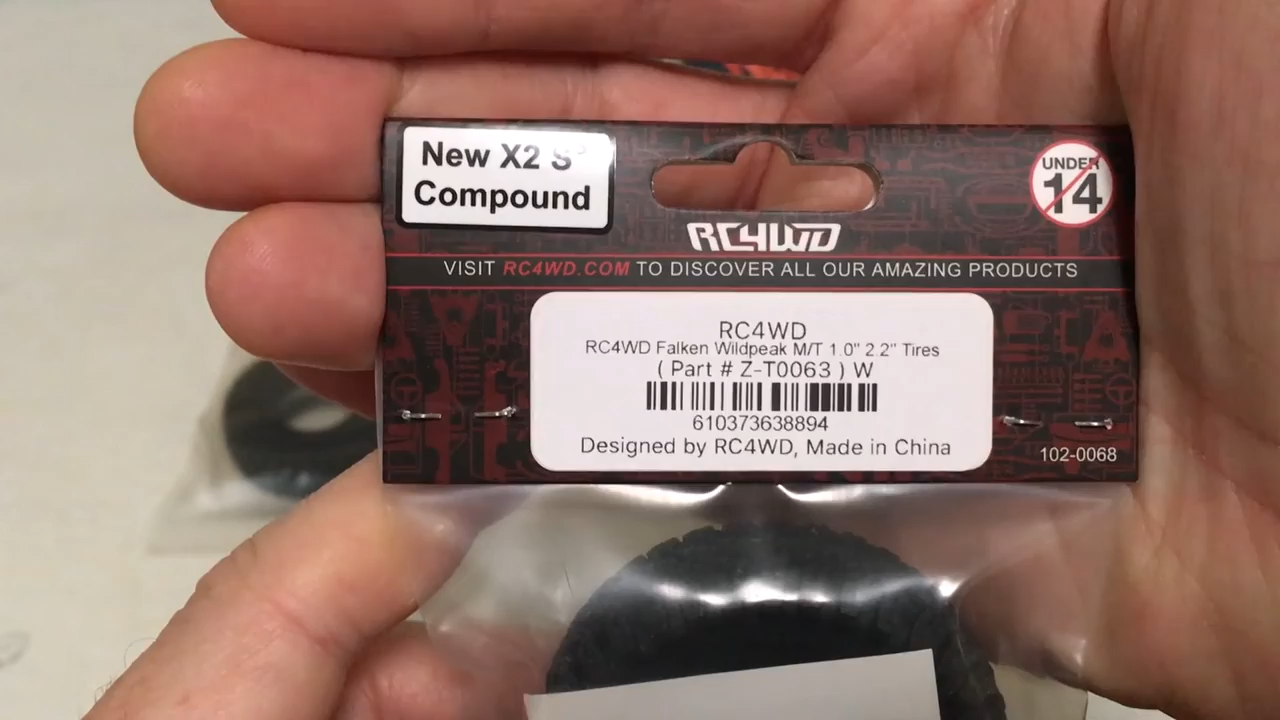 New X2 S³
Compound
UNDER
14
RC4WD
VISIT RC4WD.COM TO DISCOVER ALL OUR AMAZING PRODUCTS
RC4WD
RC4WD Falken Wildpeak M/T 1.0" 2.2" Tires
( Part # Z-T0063 ) W
610373638894
Designed by RC4WD, Made in China
102-0068